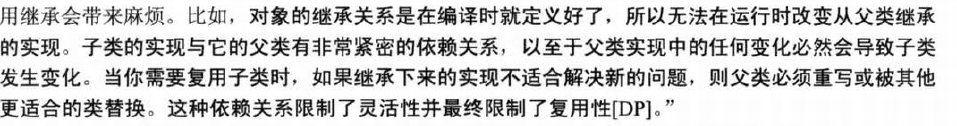 用继承会带来麻烦。比如，对象的继承关系是在编译时就定义好了，所以无法在运行时改变从父类继承
的实现。子类的实现与它的父类有非常紧密的依赖关系，以至于父类实现中的任何变化必然会导致子类
发生变化。当你需要复用子类时，如果继承下来的实现不适合解决新的问题，则父类必须重写或被其他
更适合的类替换。这种依赖关系限制了灵活性并最终限制了复用性[DP]。”